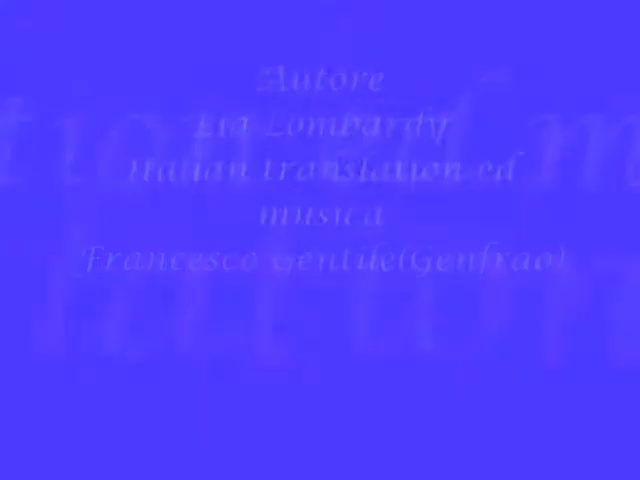 Autore
Lia Lombardy
Italian translation ed
musica
Francesco Gentile(Genfrao)